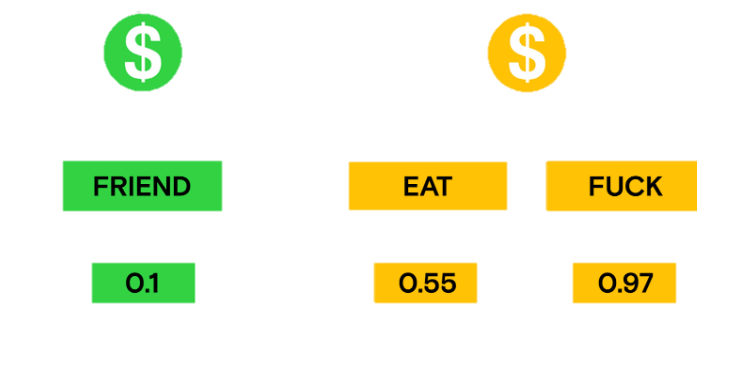 $ $
FRIEND EAT FUCK
0.1 0.55 0.97